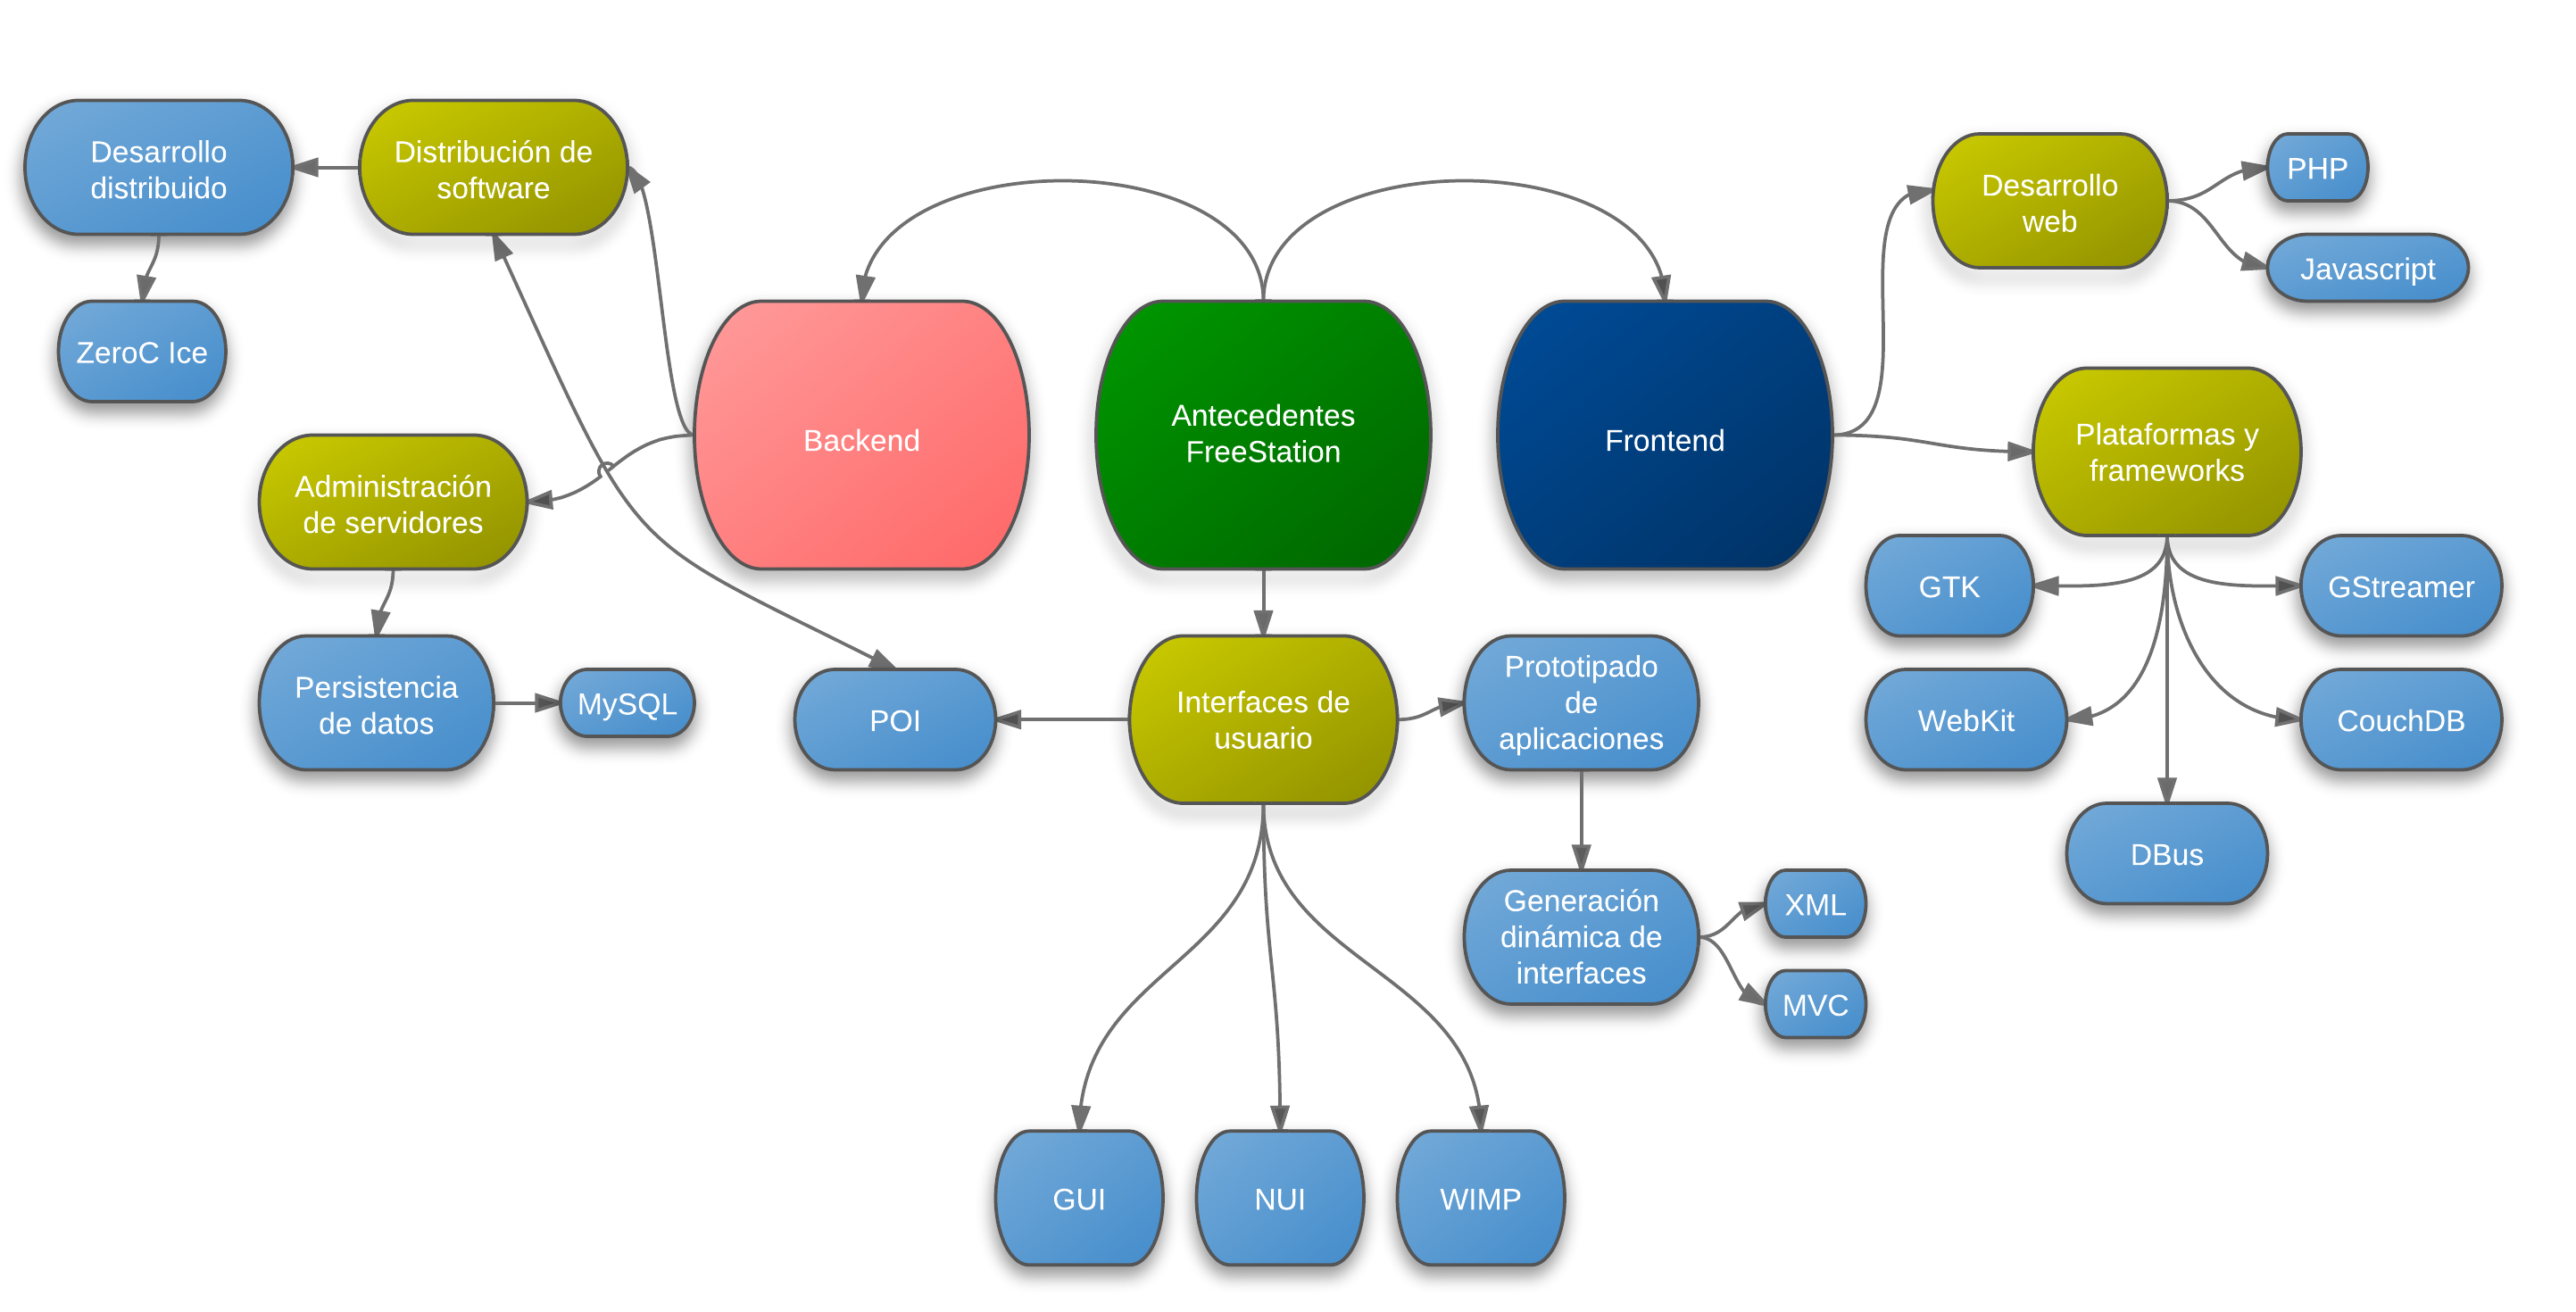 Desarrollo
distribuido
Distribución de
software
ZeroC Ice
Administración
de servidores
Persistencia
de datos
MySQL
Backend
Antecedentes
FreeStation
Frontend
Desarrollo
web
PHP
Javascript
Plataformas y
frameworks
GTK
GStreamer
WebKit
CouchDB
DBus
POI
Interfaces de
usuario
Prototipado
de
aplicaciones
Generación
dinámica de
interfaces
XML
MVC
GUI
NUI
WIMP